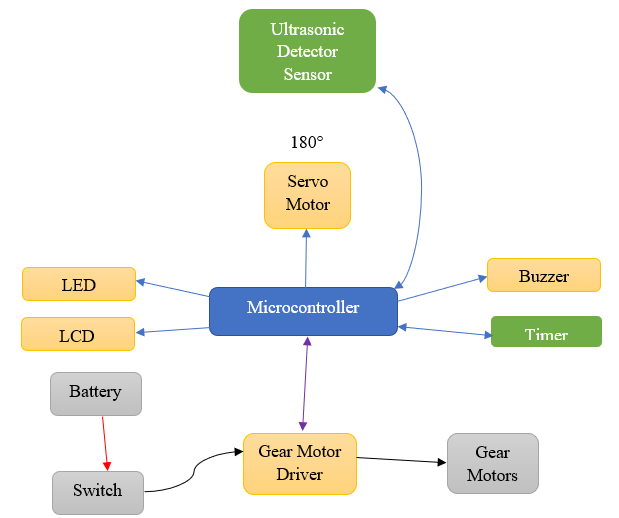 Ultrasonic
Detector
Sensor
180°
Servo
Motor
LED
Buzzer
Microcontroller
LCD
Timer
Battery
Gear Motor
Driver
Gear
Motors
Switch